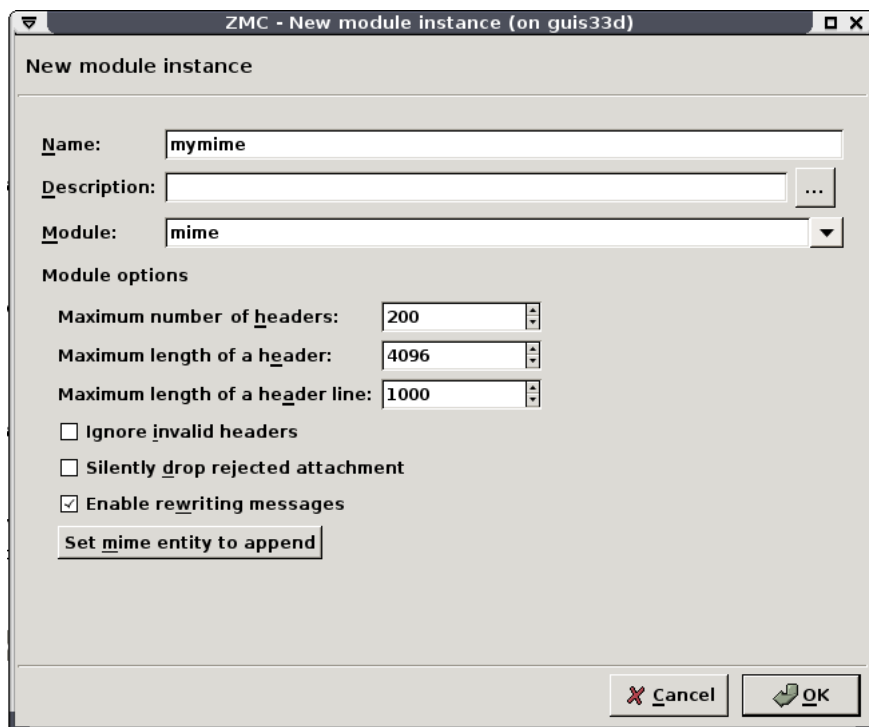 ZMC - New module instance (on guis33d)
New module instance
Name: mymime
Description: ...
Module: mime
Module options
Maximum number of headers: 200
Maximum length of a header: 4096
Maximum length of a header line: 1000
Ignore invalid headers
Silently drop rejected attachment
Enable rewriting messages
Set mime entity to append
Cancel OK